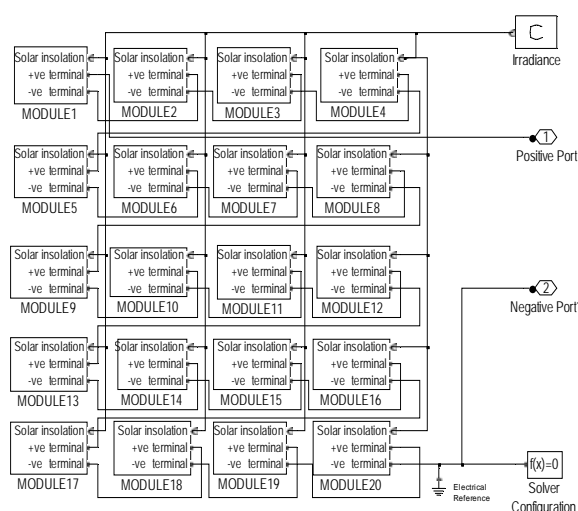 C
Irradiance
Solar insolation
+ve terminal
-ve terminal
MODULE1
Solar insolation
+ve terminal
-ve terminal
MODULE2
Solar insolation
+ve terminal
-ve terminal
MODULE3
Solar insolation
+ve terminal
-ve terminal
MODULE4
1
Positive Port
Solar insolation
+ve terminal
-ve terminal
MODULE5
Solar insolation
+ve terminal
-ve terminal
MODULE6
Solar insolation
+ve terminal
-ve terminal
MODULE7
Solar insolation
+ve terminal
-ve terminal
MODULE8
Solar insolation
+ve terminal
-ve terminal
MODULE9
Solar insolation
+ve terminal
-ve terminal
MODULE10
Solar insolation
+ve terminal
-ve terminal
MODULE11
Solar insolation
+ve terminal
-ve terminal
MODULE12
2
Negative Port'
Solar insolation
+ve terminal
-ve terminal
MODULE13
Solar insolation
+ve terminal
-ve terminal
MODULE14
Solar insolation
+ve terminal
-ve terminal
MODULE15
Solar insolation
+ve terminal
-ve terminal
MODULE16
Solar insolation
+ve terminal
-ve terminal
MODULE17
Solar insolation
+ve terminal
-ve terminal
MODULE18
Solar insolation
+ve terminal
-ve terminal
MODULE19
Solar insolation
+ve terminal
-ve terminal
MODULE20
Electrical
Reference
f(x)=0
Solver
Configuration